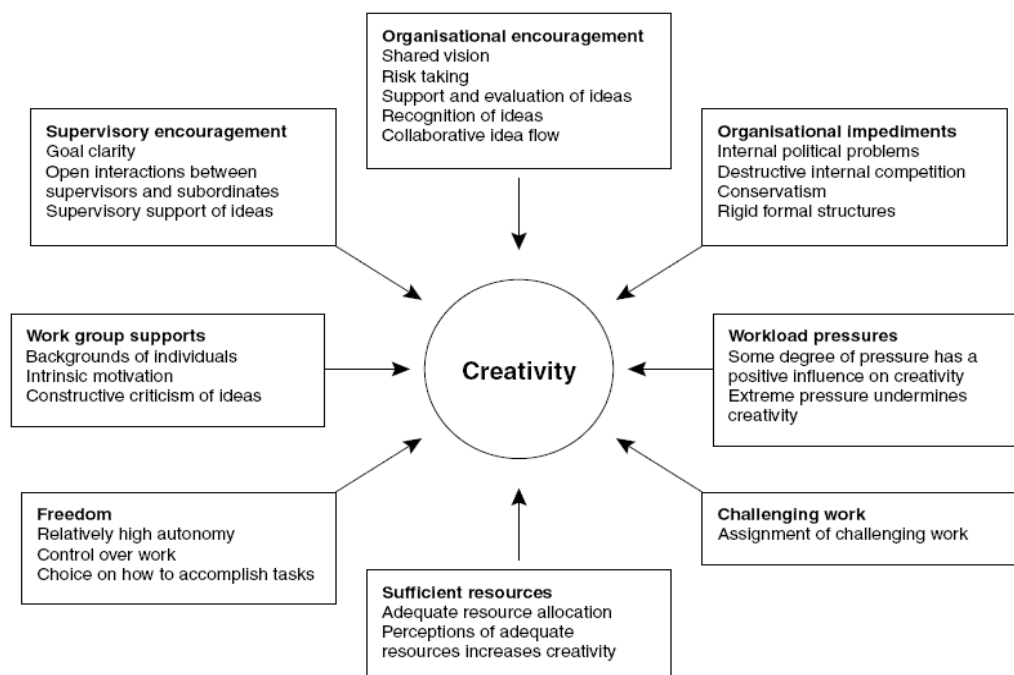 Organisational encouragement
Shared vision
Risk taking
Support and evaluation of ideas
Recognition of ideas
Collaborative idea flow
Supervisory encouragement
Goal clarity
Open interactions between
supervisors and subordinates
Supervisory support of ideas
Organisational impediments
Internal political problems
Destructive internal competition
Conservatism
Rigid formal structures
Work group supports
Backgrounds of individuals
Intrinsic motivation
Constructive criticism of ideas
Creativity
Workload pressures
Some degree of pressure has a
positive influence on creativity
Extreme pressure undermines
creativity
Freedom
Relatively high autonomy
Control over work
Choice on how to accomplish tasks
Challenging work
Assignment of challenging work
Sufficient resources
Adequate resource allocation
Perceptions of adequate
resources increases creativity